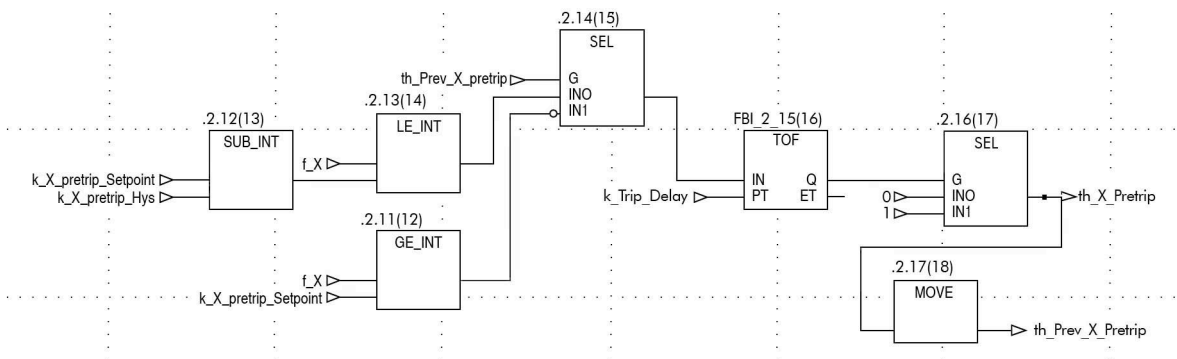 .2.14(15)
SEL
th_Prev_X_pretrip
G
INO
IN1
.2.13(14)
LE_INT
.2.12(13)
SUB_INT
f_X
k_X_pretrip_Setpoint
k_X_pretrip_Hys
.2.11(12)
GE_INT
f_X
k_X_pretrip_Setpoint
FBI_2_15(16)
TOF
IN Q
k_Trip_Delay
PT ET
.2.16(17)
SEL
G
0
INO
1
IN1
th_X_Pretrip
.2.17(18)
MOVE
th_Prev_X_Pretrip